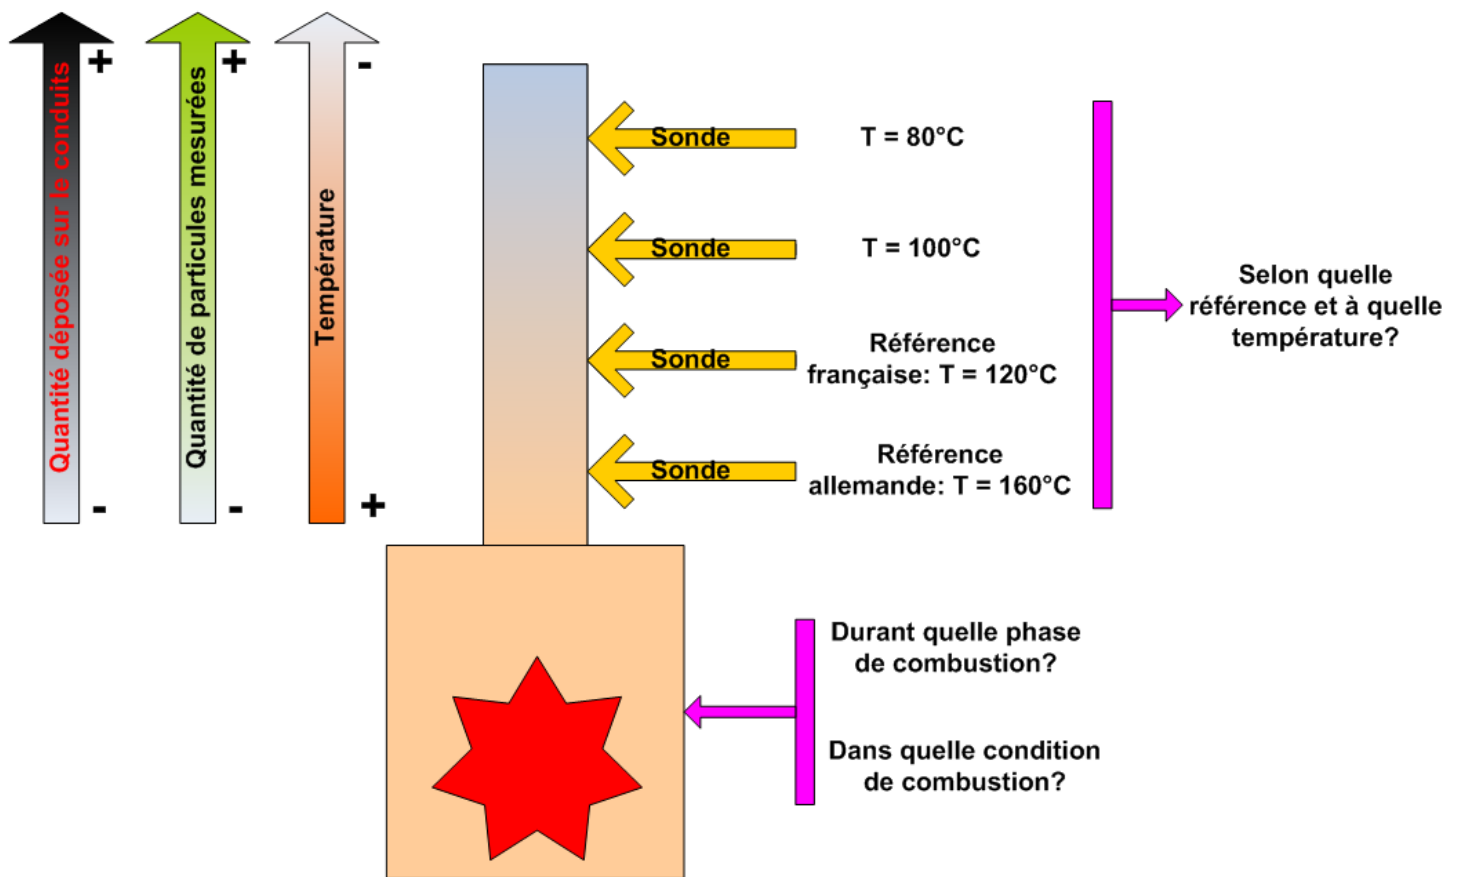 Quantité déposée sur le conduits
+
-
Quantité de particules mesurées
+
-
Température
-
+
Sonde
T = 80°C
Sonde
T = 100°C
Sonde
Référence
française: T = 120°C
Sonde
Référence
allemande: T = 160°C
Selon quelle
référence et à quelle
température?
Durant quelle phase
de combustion?
Dans quelle condition
de combustion?